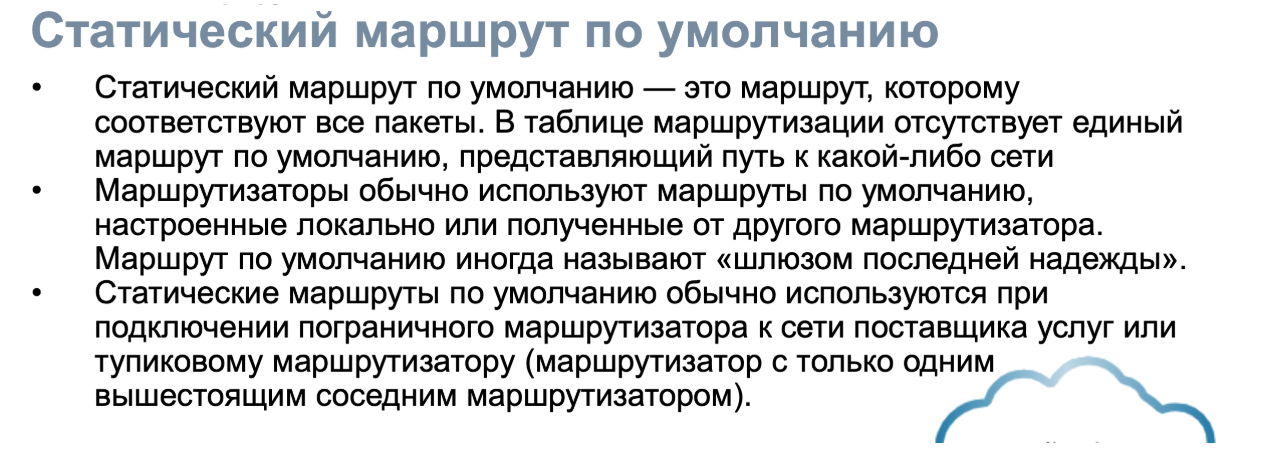 Статический маршрут по умолчанию
• Статический маршрут по умолчанию — это маршрут, которому
соответствуют все пакеты. В таблице маршрутизации отсутствует единый
маршрут по умолчанию, представляющий путь к какой-либо сети
• Маршрутизаторы обычно используют маршруты по умолчанию,
настроенные локально или полученные от другого маршрутизатора.
Маршрут по умолчанию иногда называют «шлюзом последней надежды».
• Статические маршруты по умолчанию обычно используются при
подключении пограничного маршрутизатора к сети поставщика услуг или
тупиковому маршрутизатору (маршрутизатор с только одним
вышестоящим соседним маршрутизатором).